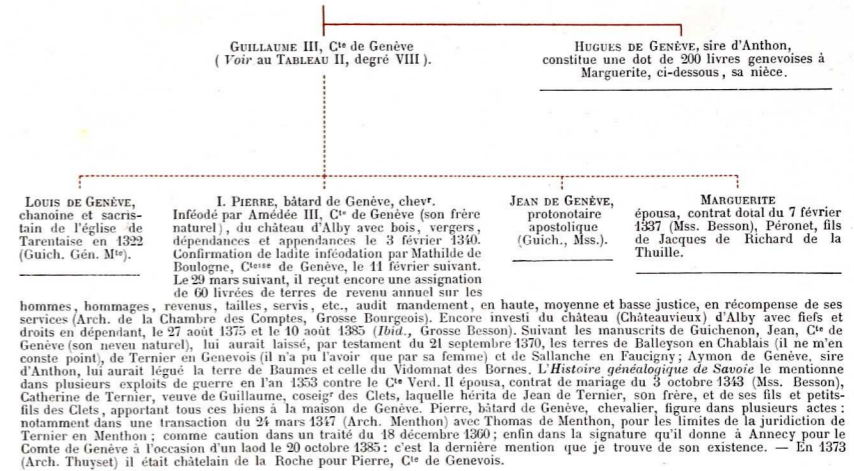 GUILLAUME III, Cte de Genève
( Voir au TABLEAU II, degré VIII ).
HUGUES DE GENÈVE, sire d'Anthon,
constitue une dot de 200 livres genevoises à
Marguerite, ci-dessous, sa nièce.
LOUIS DE GENÈVE,
chanoine et sacris-
tain de l'église de
Tarentaise en 1322
(Guich. Gén. Mte).
I. PIERRE, bâtard de Genève, chevr.
Inféodé par Amédée III, Cte de Genève (son frère
naturel), du château d'Alby avec bois, vergers,
dépendances et appendances le 3 février 1340.
Confirmation de ladite inféodation par Mathilde de
Boulogne, Ctesse de Genève, le 11 février suivant.
Le 29 mars suivant, il reçut encore une assignation
de 60 livrées de terres de revenu annuel sur les
JEAN DE GENÈVE,
protonotaire
apostolique
(Guich., Mss.).
MARGUERITE
épousa, contrat dotal du 7 février
1337 (Mss. Besson), Péronet, fils
de Jacques de Richard de la
Thuille.
hommes, hommages, revenus, tailles, servis, etc., audit mandement, en haute, moyenne et basse justice, en récompense de ses
services (Arch. de la Chambre des Comptes, Grosse Bourgeois). Encore investi du château (Châteauvieux) d'Alby avec fiefs et
droits en dépendant, le 27 août 1375 et le 10 août 1385 (Ibid., Grosse Besson). Suivant les manuscrits de Guichenon, Jean, Cte de
Genève (son neveu naturel), lui aurait laissé, par testament du 21 septembre 1370, les terres de Balleyson en Chablais (il ne m'en
conste point), de Ternier en Genevois (il n'a pu l'avoir que par sa femme) et de Sallanche en Faucigny ; Aymon de Genève, sire
d'Anthon, lui aurait légué la terre de Baumes et celle du Vidomnat des Bornes. L'Histoire généalogique de Savoie le mentionne
dans plusieurs exploits de guerre en l'an 1353 contre le Cte Verd. Il épousa, contrat de mariage du 3 octobre 1343 (Mss. Besson),
Catherine de Ternier, veuve de Guillaume, coseigr des Clets, laquelle hérita de Jean de Ternier, son frère, et de ses fils et petits-
fils des Clets, apportant tous ces biens à la maison de Genève. Pierre, bâtard de Genève, chevalier, figure dans plusieurs actes :
notamment dans une transaction du 24 mars 1347 (Arch. Menthon) avec Thomas de Menthon, pour les limites de la juridiction de
Ternier en Menthon ; comme caution dans un traité du 18 décembre 1360 ; enfin dans la signature qu'il donne à Annecy pour le
Comte de Genève à l'occasion d'un laod le 20 octobre 1385 : c'est la dernière mention que je trouve de son existence. — En 1373
(Arch. Thuyset) il était châtelain de la Roche pour Pierre, Cte de Genevois.